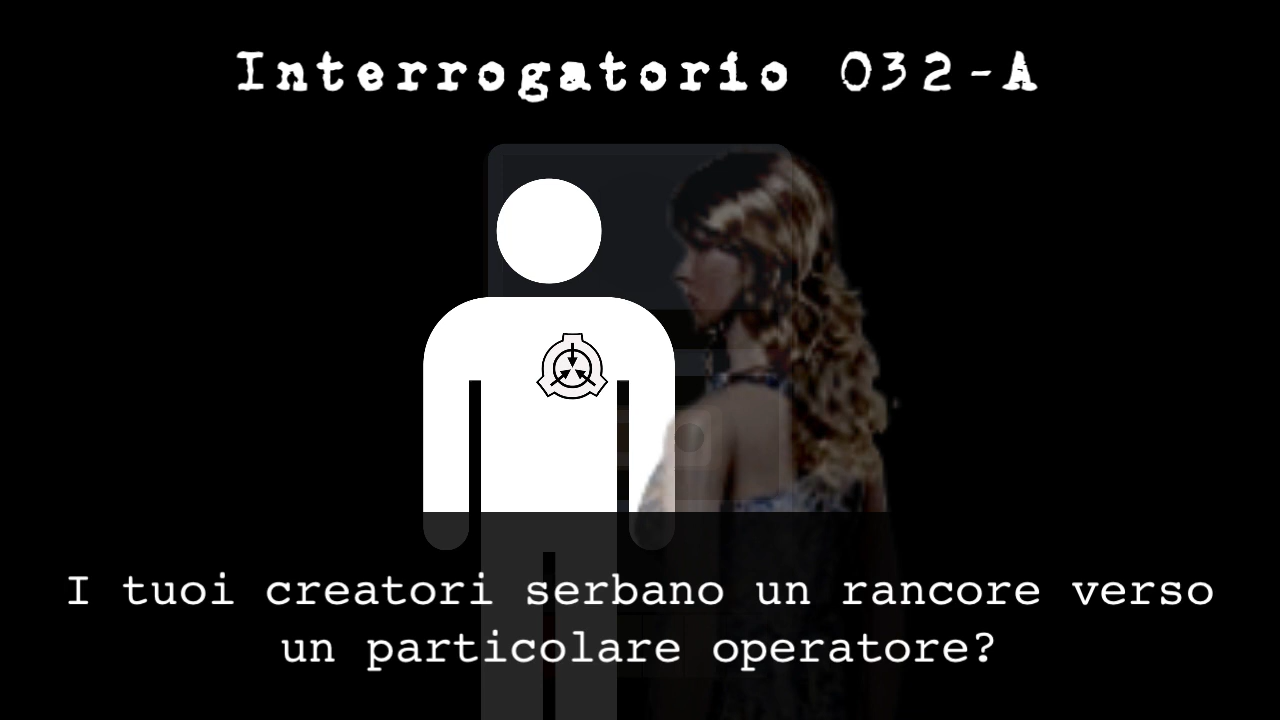 Interrogatorio 032-A
I tuoi creatori serbano un rancore verso
un particolare operatore?